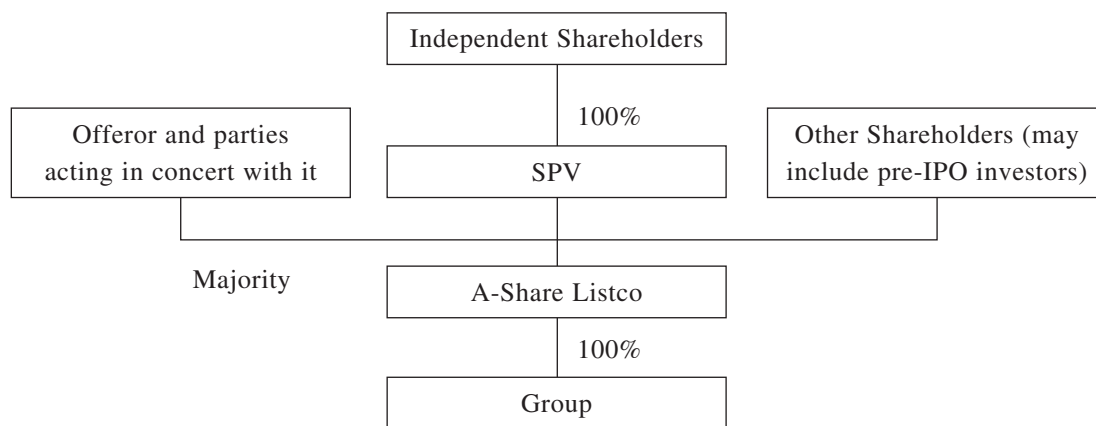 Independent Shareholders
100%
Offeror and parties
acting in concert with it
SPV
Other Shareholders (may
include pre-IPO investors)
Majority
A-Share Listco
100%
Group